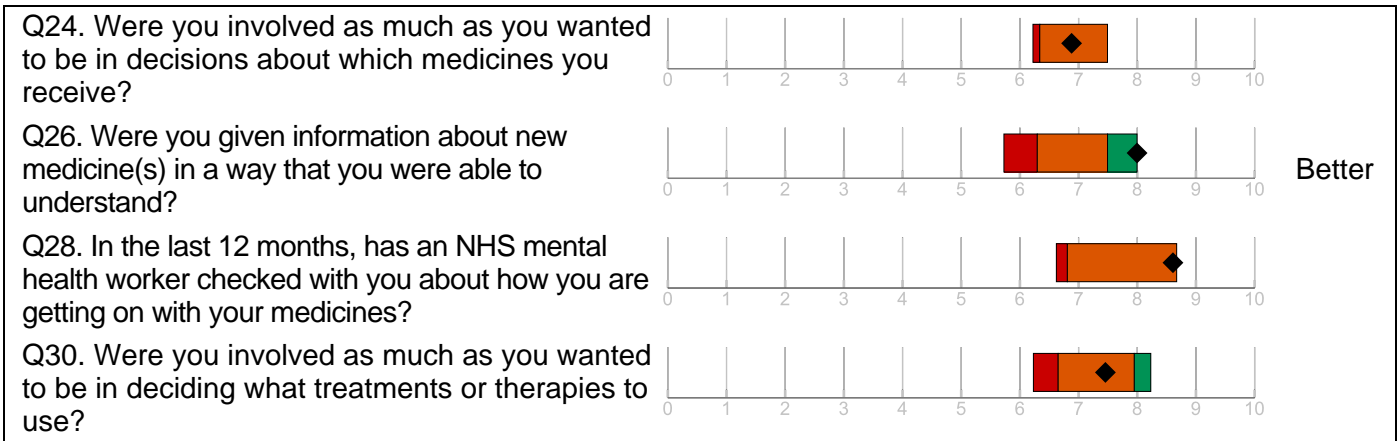 Q24. Were you involved as much as you wanted
to be in decisions about which medicines you
receive?
0 1 2 3 4 5 6 7 8 9 10
Q26. Were you given information about new
medicine(s) in a way that you were able to
understand?
0 1 2 3 4 5 6 7 8 9 10
Better
Q28. In the last 12 months, has an NHS mental
health worker checked with you about how you are
getting on with your medicines?
0 1 2 3 4 5 6 7 8 9 10
Q30. Were you involved as much as you wanted
to be in deciding what treatments or therapies to
use?
0 1 2 3 4 5 6 7 8 9 10